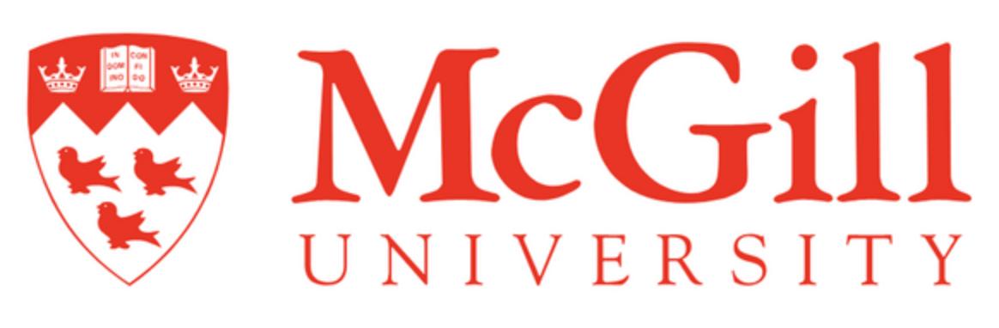 IN
DOM
INO
CON
FI
DO
McGill
UNIVERSITY